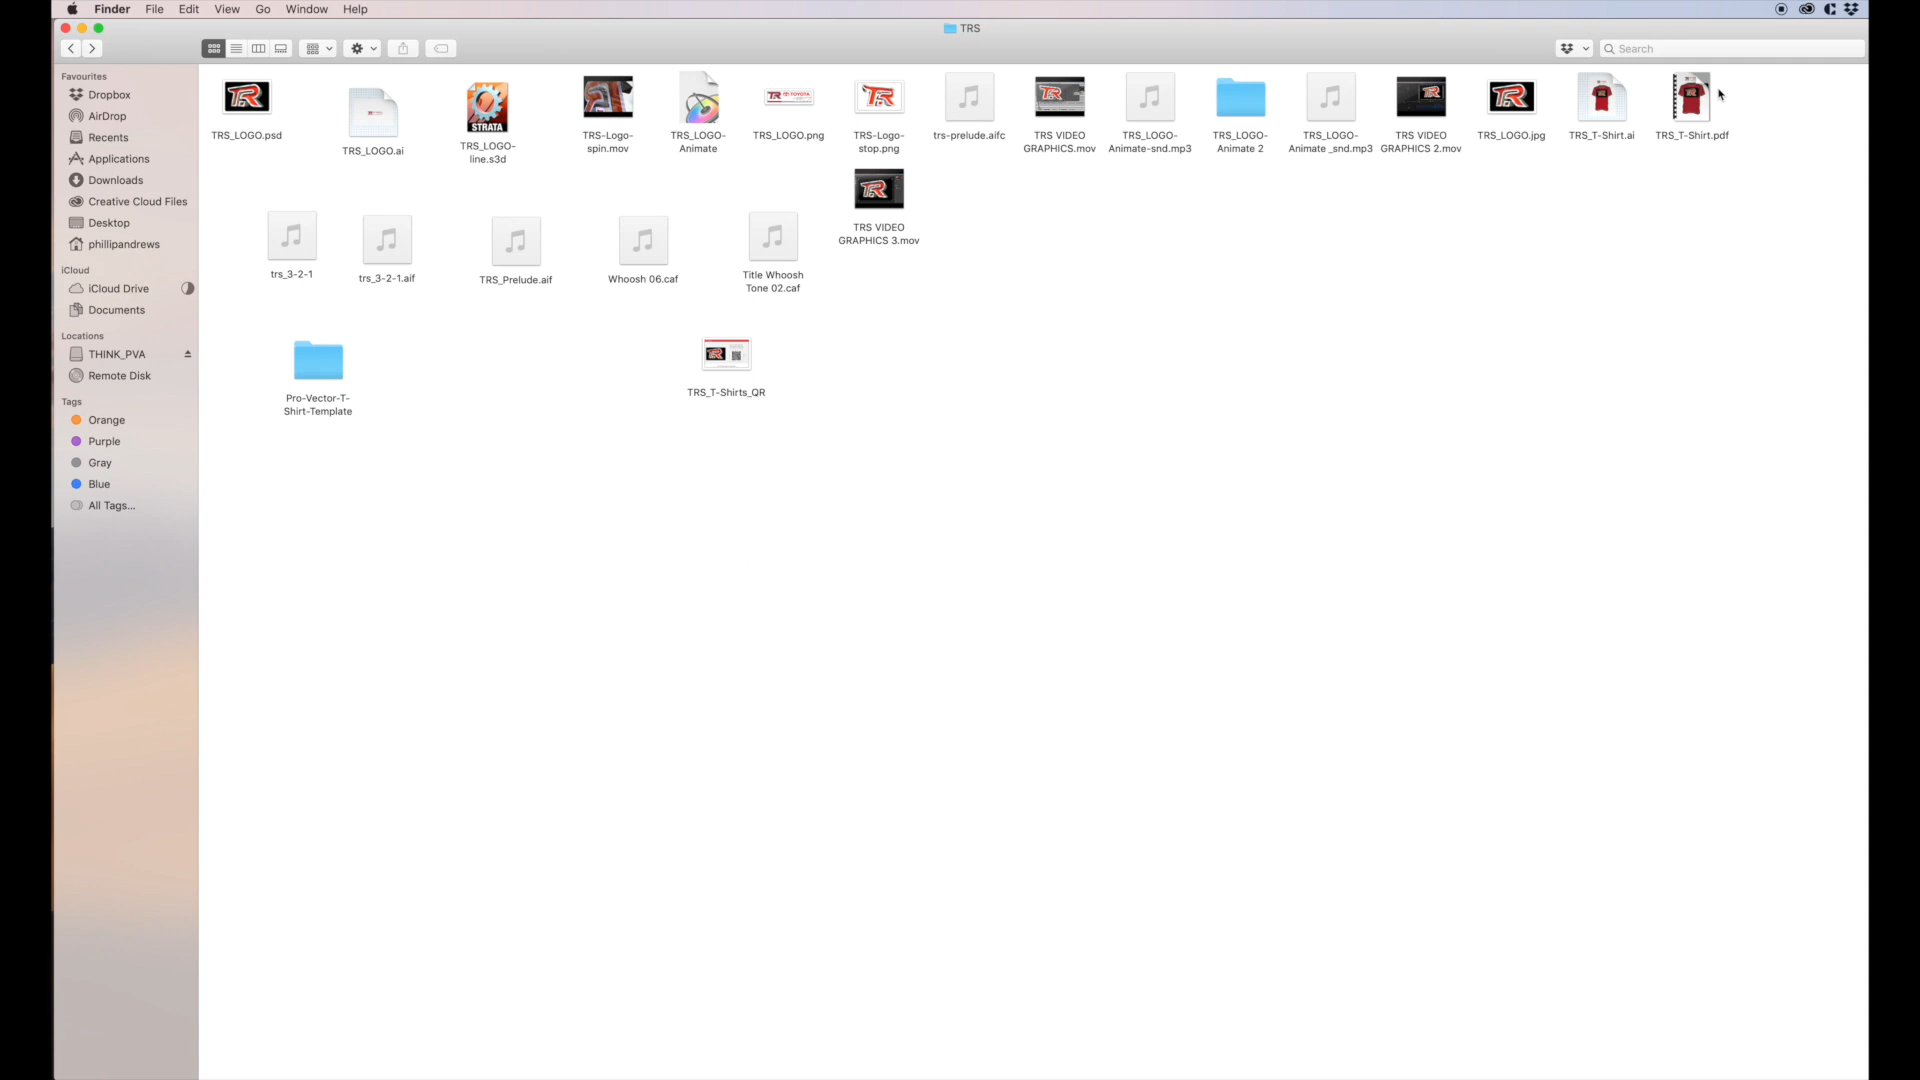 Finder File Edit View Go Window Help
TRS
Search
Favourites
Dropbox
AirDrop
Recents
Applications
Downloads
Creative Cloud Files
Desktop
phillipandrews
iCloud
iCloud Drive
Documents
Locations
THINK_PVA
Remote Disk
Tags
Orange
Purple
Gray
Blue
All Tags...
TRS_LOGO.psd
TRS_LOGO.ai
STRATA
TRS_LOGO-
line.s3d
TRS-Logo-
spin.mov
TRS_LOGO-
Animate
TR TOYOTA
TRS_LOGO.png
TRS-Logo-
stop.png
trs-prelude.aifc
TRS VIDEO
GRAPHICS.mov
TRS_LOGO-
Animate-snd.mp3
TRS_LOGO-
Animate 2
TRS_LOGO-
Animate _snd.mp3
TRS VIDEO
GRAPHICS 2.mov
TRS_LOGO.jpg
TRS_T-Shirt.ai
TRS_T-Shirt.pdf
trs_3-2-1
trs_3-2-1.aif
TRS_Prelude.aif
Whoosh 06.caf
Title Whoosh
Tone 02.caf
TRS VIDEO
GRAPHICS 3.mov
Pro-Vector-T-
Shirt-Template
TRS_T-Shirts_QR